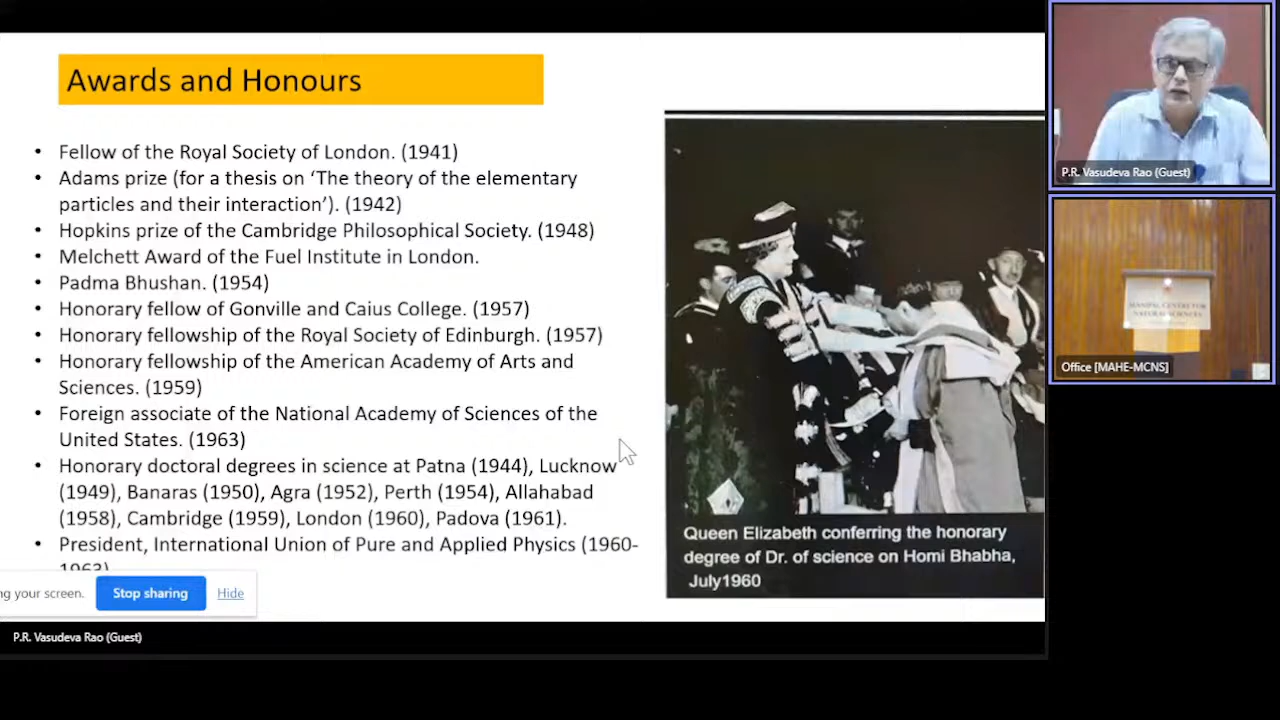 Awards and Honours
• Fellow of the Royal Society of London. (1941)
• Adams prize (for a thesis on ‘The theory of the elementary
particles and their interaction’). (1942)
• Hopkins prize of the Cambridge Philosophical Society. (1948)
• Melchett Award of the Fuel Institute in London.
• Padma Bhushan. (1954)
• Honorary fellow of Gonville and Caius College. (1957)
• Honorary fellowship of the Royal Society of Edinburgh. (1957)
• Honorary fellowship of the American Academy of Arts and
Sciences. (1959)
• Foreign associate of the National Academy of Sciences of the
United States. (1963)
• Honorary doctoral degrees in science at Patna (1944), Lucknow
(1949), Banaras (1950), Agra (1952), Perth (1954), Allahabad
(1958), Cambridge (1959), London (1960), Padova (1961).
• President, International Union of Pure and Applied Physics (1960-
1963)
ng your screen. Stop sharing Hide
P.R. Vasudeva Rao (Guest)
Queen Elizabeth conferring the honorary
degree of Dr. of science on Homi Bhabha,
July1960
P.R. Vasudeva Rao (Guest)
MANIPAL CENTRE FOR
NATURAL SCIENCES
Office [MAHE-MCNS]